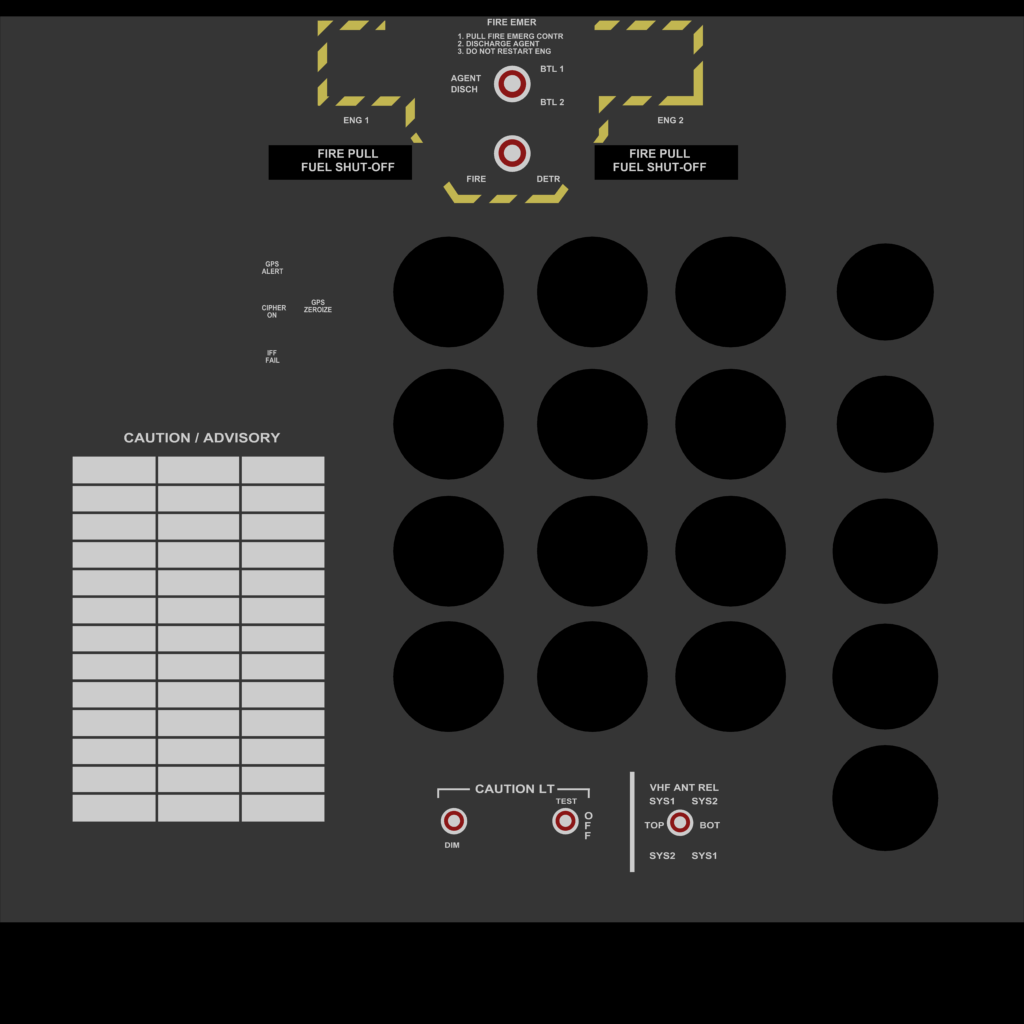 FIRE EMER
1. PULL FIRE EMERG CONTR
2. DISCHARGE AGENT
3. DO NOT RESTART ENG
BTL 1
AGENT
DISCH
BTL 2
ENG 1
ENG 2
FIRE PULL
FUEL SHUT-OFF
FIRE PULL
FUEL SHUT-OFF
FIRE
DETR
GPS
ALERT
CIPHER
ON
GPS
ZEROIZE
IFF
FAIL
CAUTION / ADVISORY
CAUTION LT
TEST
OFF
DIM
VHF ANT REL
SYS1 SYS2
TOP BOT
SYS2 SYS1